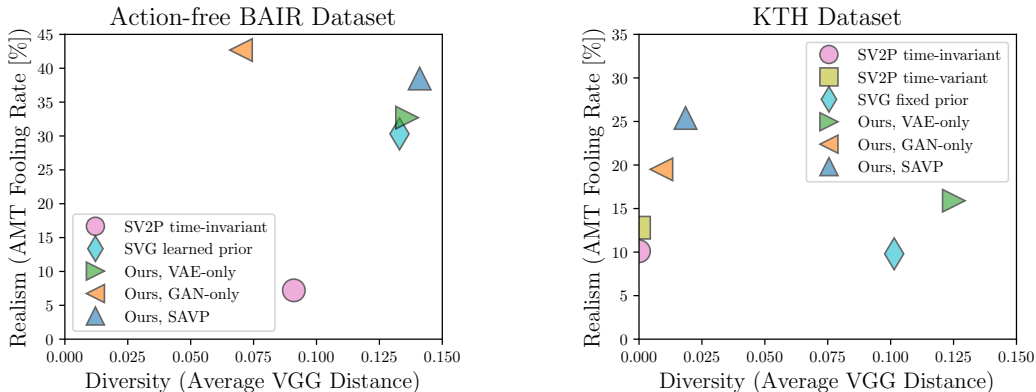 Action-free BAIR Dataset
Realism (AMT Fooling Rate [%])
45
40
35
30
25
20
15
10
5
0
SV2P time-invariant
SVG learned prior
Ours, VAE-only
Ours, GAN-only
Ours, SAVP
0.000 0.025 0.050 0.075 0.100 0.125 0.150
Diversity (Average VGG Distance)
KTH Dataset
Realism (AMT Fooling Rate [%])
35
30
25
20
15
10
5
0
SV2P time-invariant
SV2P time-variant
SVG fixed prior
Ours, VAE-only
Ours, GAN-only
Ours, SAVP
0.000 0.025 0.050 0.075 0.100 0.125 0.150
Diversity (Average VGG Distance)